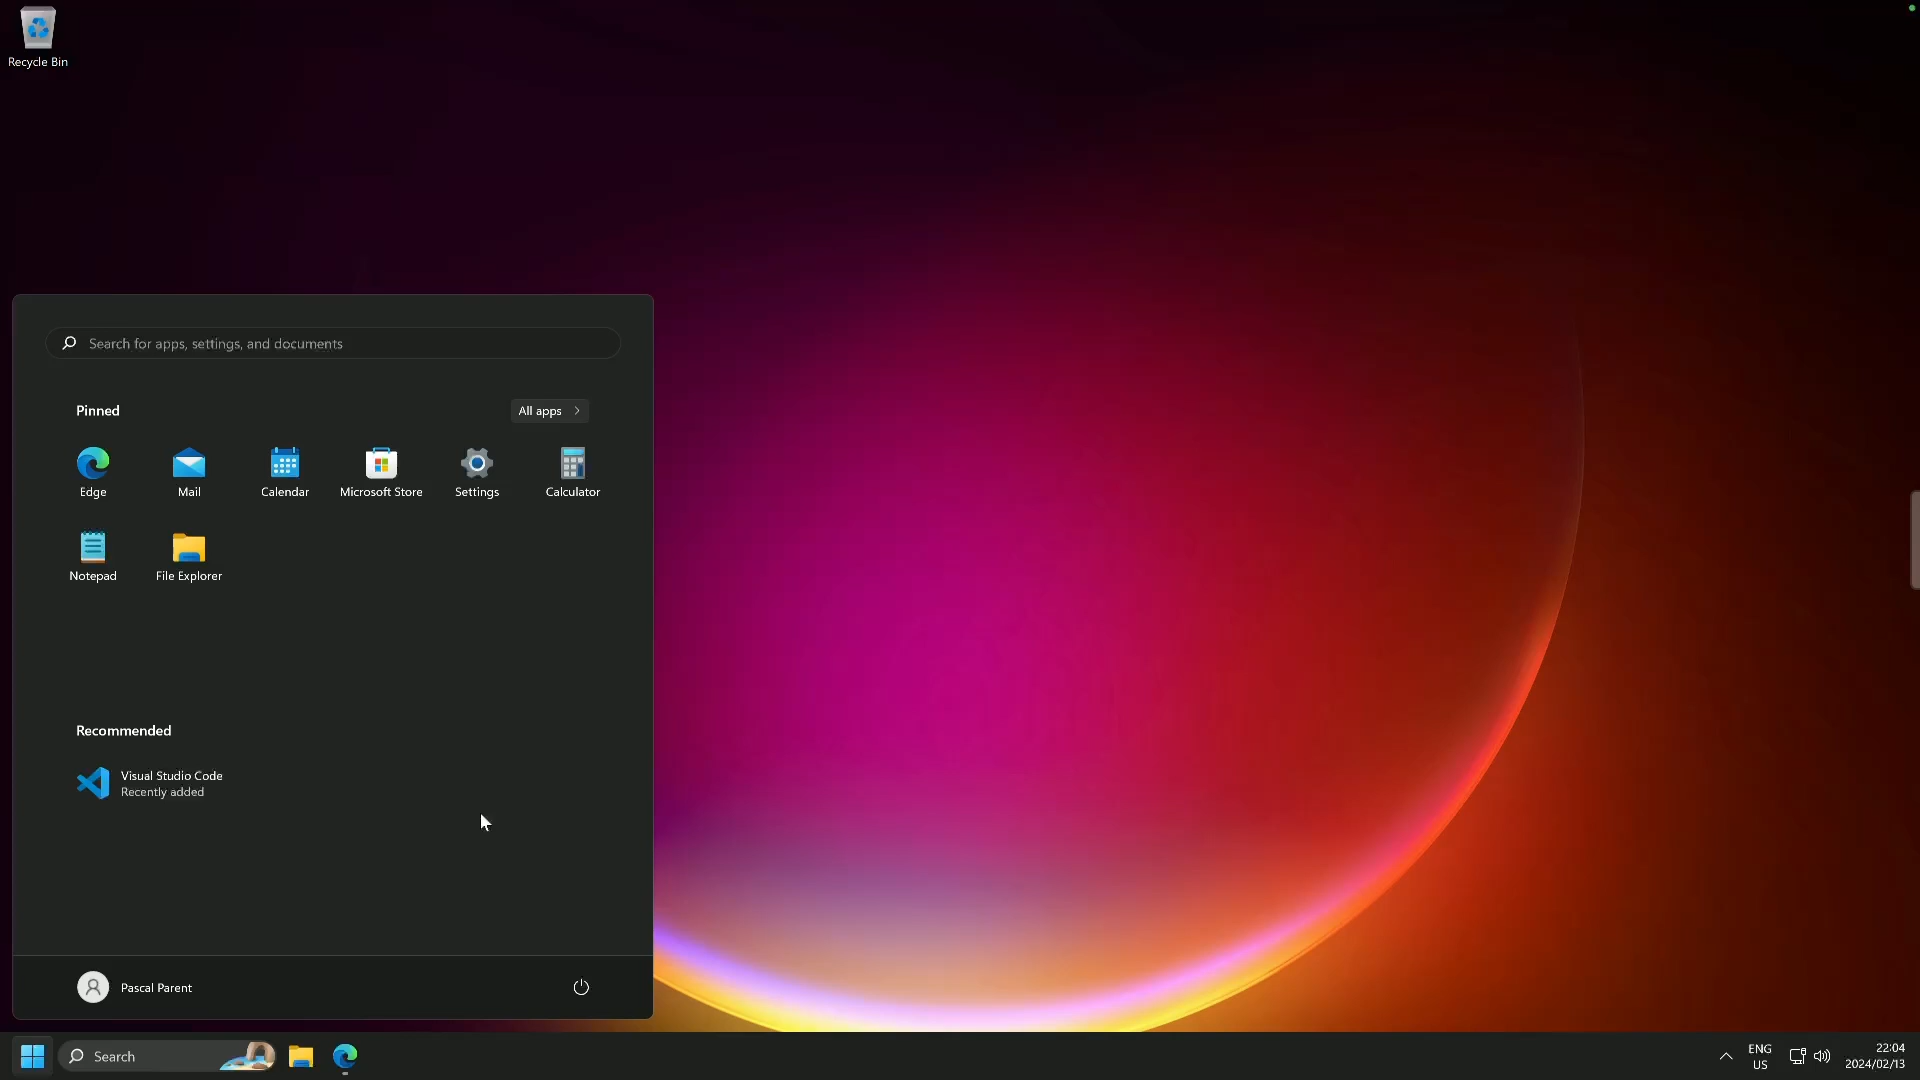 Recycle Bin
Search for apps, settings, and documents
Pinned
All apps
Edge
Mail
Calendar
Microsoft Store
Settings
Calculator
Notepad
File Explorer
Recommended
Visual Studio Code
Recently added
Pascal Parent
Search
ENG
US
22:04
2024/02/13